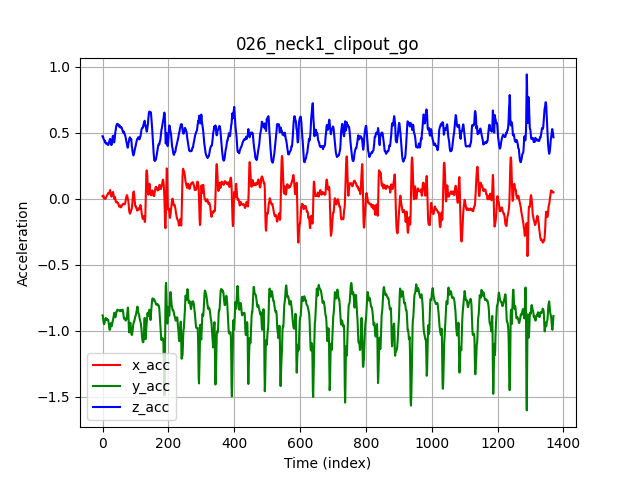 026_neck1_clipout_go
1.0
0.5
0.0
−0.5
−1.0
−1.5
Acceleration
x_acc
y_acc
z_acc
0 200 400 600 800 1000 1200 1400
Time (index)